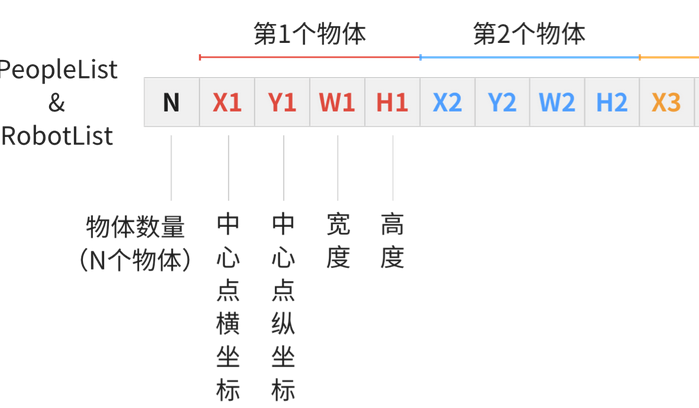 第1个物体
第2个物体
PeopleList
&
RobotList
N X1 Y1 W1 H1 X2 Y2 W2 H2 X3
物体数量
（N个物体）
中心点横坐标
中心点纵坐标
宽度
高度